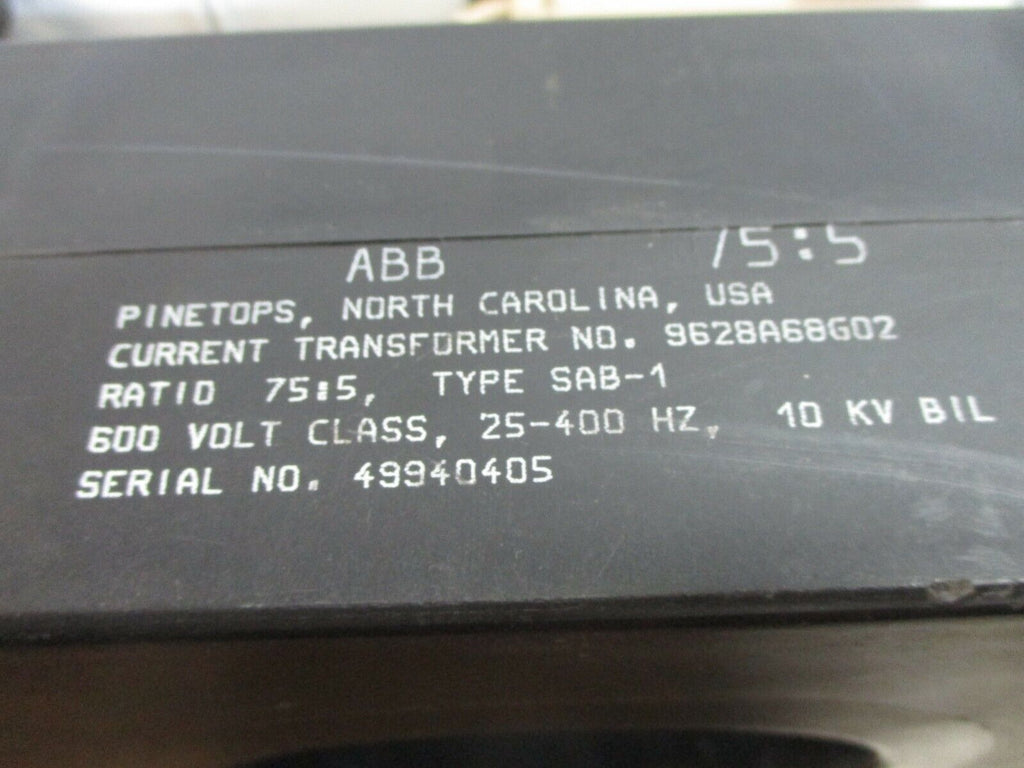 ABB 75:5
PINETOPS, NORTH CAROLINA, USA
CURRENT TRANSFORMER NO. 9628A68G02
RATIO 75:5, TYPE SAB-1
600 VOLT CLASS, 25-400 HZ, 10 KV BIL
SERIAL NO. 49940405